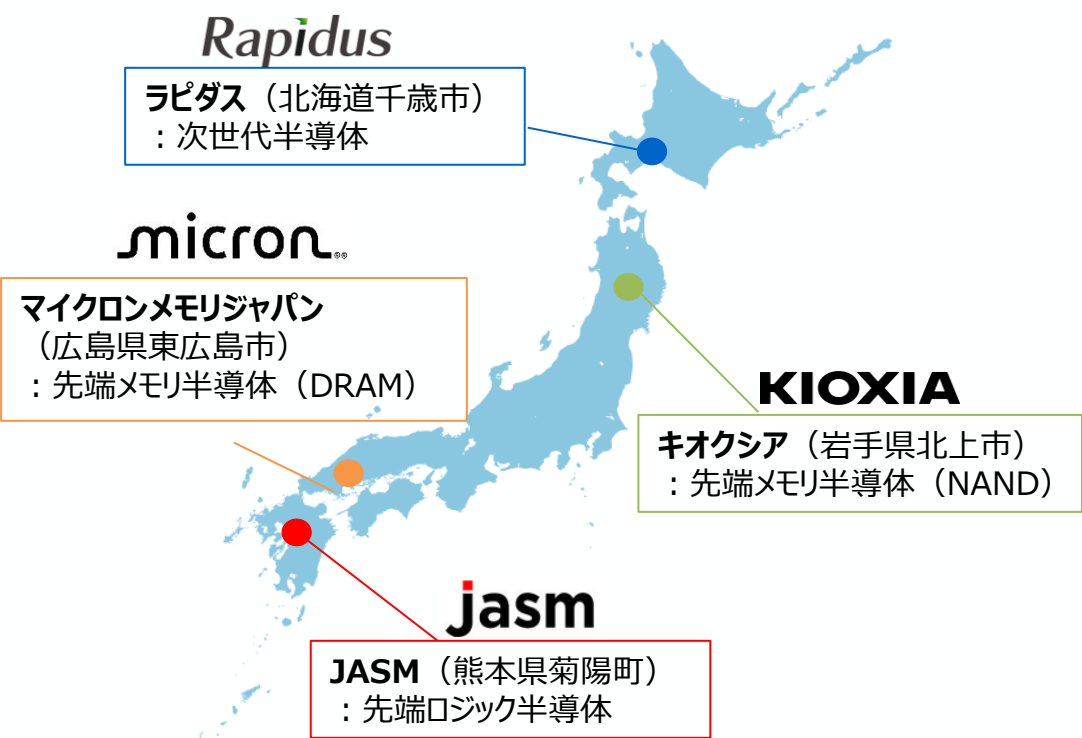 Rapidus
ラピダス（北海道千歳市）
：次世代半導体
micron
マイクロンメモリジャパン
（広島県東広島市）
：先端メモリ半導体（DRAM）
KIOXIA
キオクシア（岩手県北上市）
：先端メモリ半導体（NAND）
jasm
JASM（熊本県菊陽町）
：先端ロジック半導体